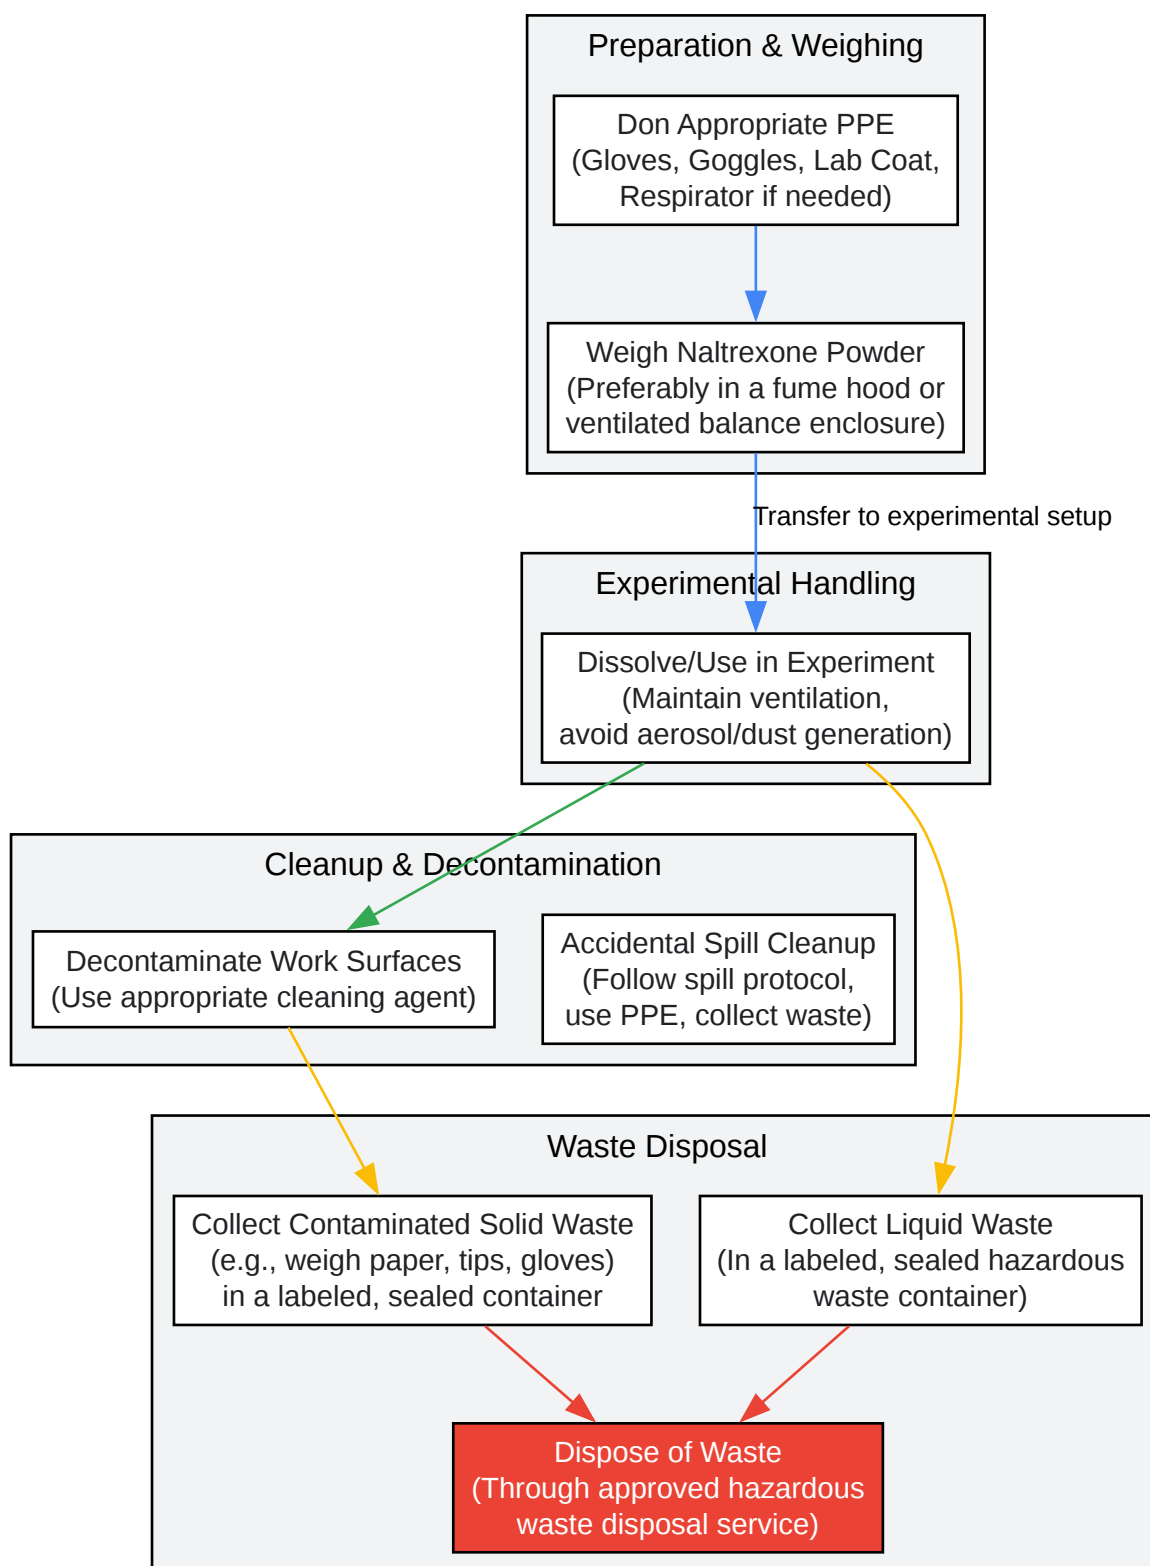 Preparation & Weighing
Don Appropriate PPE
(Gloves, Goggles, Lab Coat,
Respirator if needed)
Weigh Naltrexone Powder
(Preferably in a fume hood or
ventilated balance enclosure)
Transfer to experimental setup
Experimental Handling
Dissolve/Use in Experiment
(Maintain ventilation,
avoid aerosol/dust generation)
Cleanup & Decontamination
Decontaminate Work Surfaces
(Use appropriate cleaning agent)
Accidental Spill Cleanup
(Follow spill protocol,
use PPE, collect waste)
Waste Disposal
Collect Contaminated Solid Waste
(e.g., weigh paper, tips, gloves)
in a labeled, sealed container
Collect Liquid Waste
(In a labeled, sealed hazardous
waste container)
Dispose of Waste
(Through approved hazardous
waste disposal service)